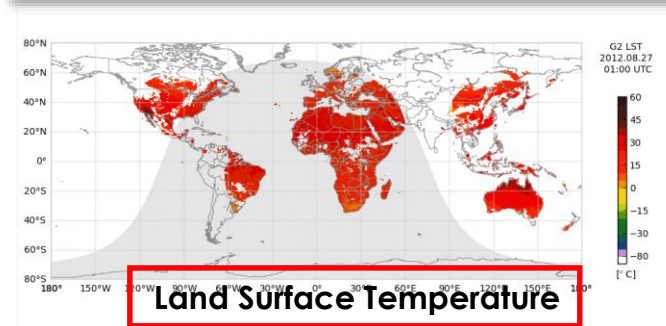 G2 LST
2012.08.27
01:00 UTC
80°N
60°N
40°N
20°N
0°
20°S
40°S
60°S
80°S
60
45
30
15
0
−15
−30
−80
[°C]
180° 150°W 120°W 90°W 60°W 30°W 0° 30°E 60°E 90°E 120°E 150°E 180°
Land Surface Temperature